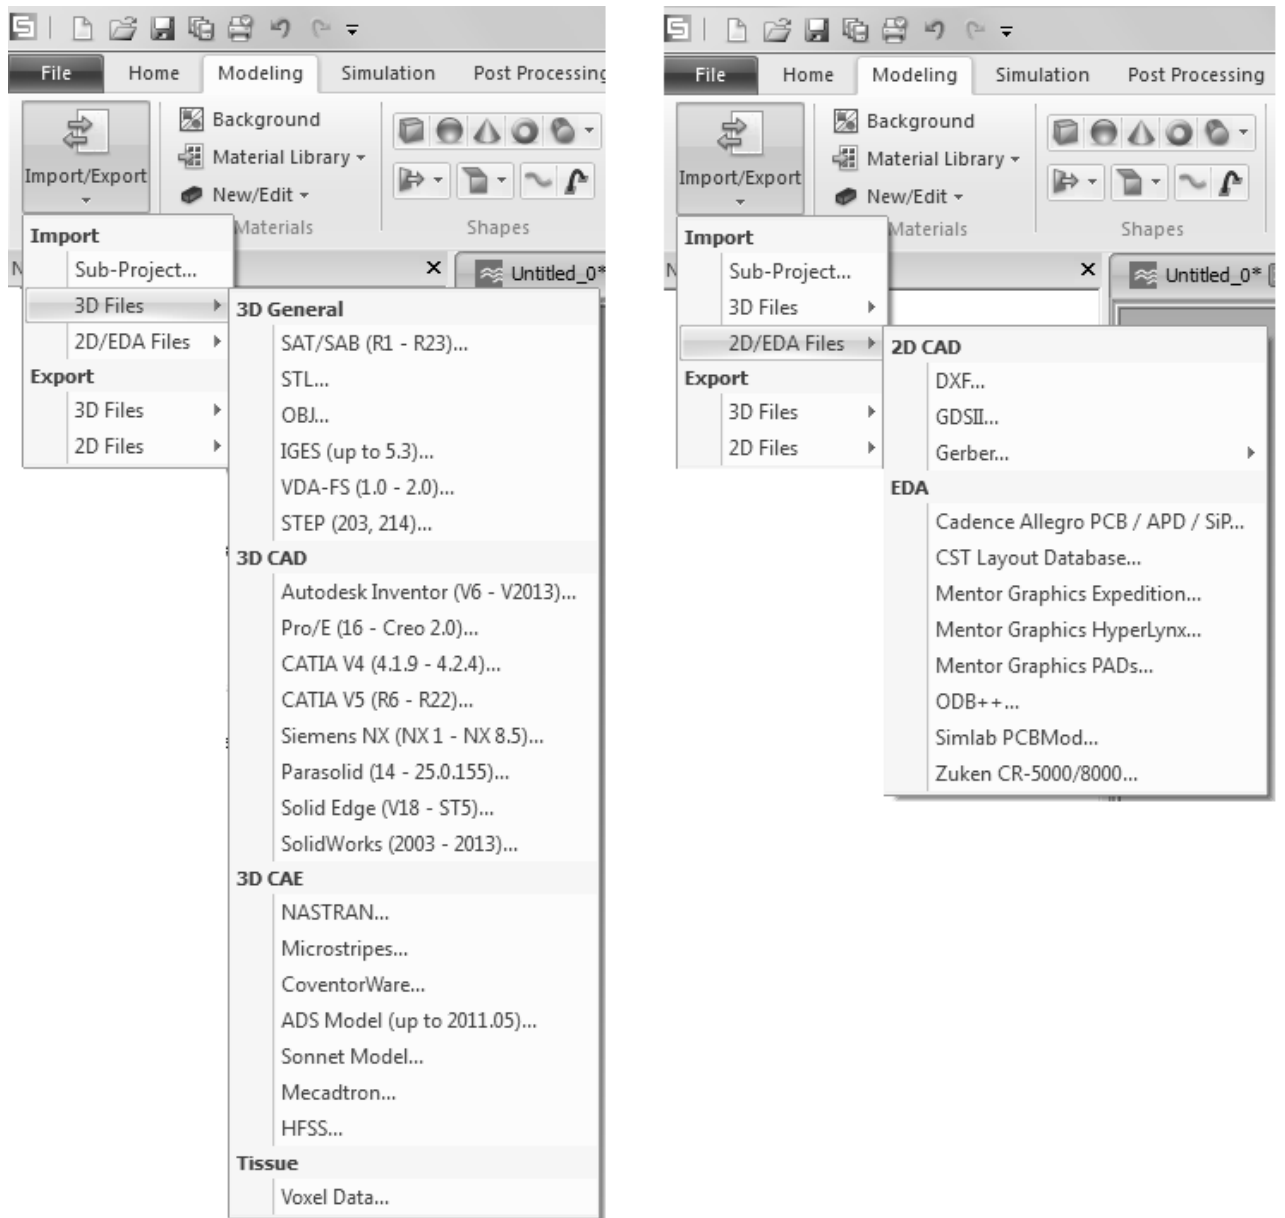 File Home Modeling Simulation Post Processing
Background
Material Library
Import/Export
New/Edit
Materials Shapes
Import
Sub-Project...
Untitled_0*
3D Files
2D/EDA Files
Export
3D Files
2D Files
3D General
SAT/SAB (R1 - R23)...
STL...
OBJ...
IGES (up to 5.3)...
VDA-FS (1.0 - 2.0)...
STEP (203, 214)...
3D CAD
Autodesk Inventor (V6 - V2013)...
Pro/E (16 - Creo 2.0)...
CATIA V4 (4.1.9 - 4.2.4)...
CATIA V5 (R6 - R22)...
Siemens NX (NX 1 - NX 8.5)...
Parasolid (14 - 25.0.155)...
Solid Edge (V18 - ST5)...
SolidWorks (2003 - 2013)...
3D CAE
NASTRAN...
Microstripes...
CoventorWare...
ADS Model (up to 2011.05)...
Sonnet Model...
Mecadtron...
HFSS...
Tissue
Voxel Data...
File Home Modeling Simulation Post Processing
Background
Material Library
Import/Export
New/Edit
Materials Shapes
Import
Sub-Project...
Untitled_0*
3D Files
2D/EDA Files
Export
3D Files
2D Files
2D CAD
DXF...
GDSII...
Gerber...
EDA
Cadence Allegro PCB / APD / SiP...
CST Layout Database...
Mentor Graphics Expedition...
Mentor Graphics HyperLynx...
Mentor Graphics PADs...
ODB++...
Simlab PCBMod...
Zuken CR-5000/8000...